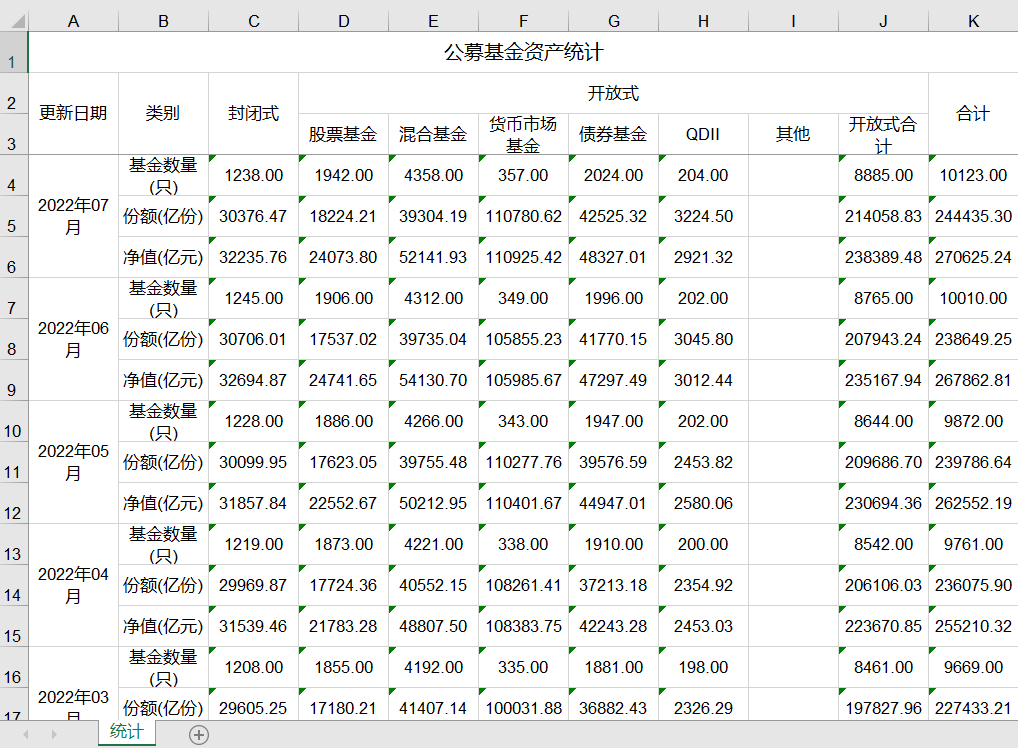 A B C D E F G H I J K
1 公募基金资产统计
2 更新日期 类别 封闭式 开放式 合计
3 股票基金 混合基金 货币市场基金 债券基金 QDII 其他 开放式合计
4 2022年07月 基金数量(只) 1238.00 1942.00 4358.00 357.00 2024.00 204.00 8885.00 10123.00
5 份额(亿份) 30376.47 18224.21 39304.19 110780.62 42525.32 3224.50 214058.83 244435.30
6 净值(亿元) 32235.76 24073.80 52141.93 110925.42 48327.01 2921.32 238389.48 270625.24
7 2022年06月 基金数量(只) 1245.00 1906.00 4312.00 349.00 1996.00 202.00 8765.00 10010.00
8 份额(亿份) 30706.01 17537.02 39735.04 105855.23 41770.15 3045.80 207943.24 238649.25
9 净值(亿元) 32694.87 24741.65 54130.70 105985.67 47297.49 3012.44 235167.94 267862.81
10 2022年05月 基金数量(只) 1228.00 1886.00 4266.00 343.00 1947.00 202.00 8644.00 9872.00
11 份额(亿份) 30099.95 17623.05 39755.48 110277.76 39576.59 2453.82 209686.70 239786.64
12 净值(亿元) 31857.84 22552.67 50212.95 110401.67 44947.01 2580.06 230694.36 262552.19
13 2022年04月 基金数量(只) 1219.00 1873.00 4221.00 338.00 1910.00 200.00 8542.00 9761.00
14 份额(亿份) 29969.87 17724.36 40552.15 108261.41 37213.18 2354.92 206106.03 236075.90
15 净值(亿元) 31539.46 21783.28 48807.50 108383.75 42243.28 2453.03 223670.85 255210.32
16 2022年03月 基金数量(只) 1208.00 1855.00 4192.00 335.00 1881.00 198.00 8461.00 9669.00
17 份额(亿份) 29605.25 17180.21 41407.14 100031.88 36882.43 2326.29 197827.96 227433.21
统计